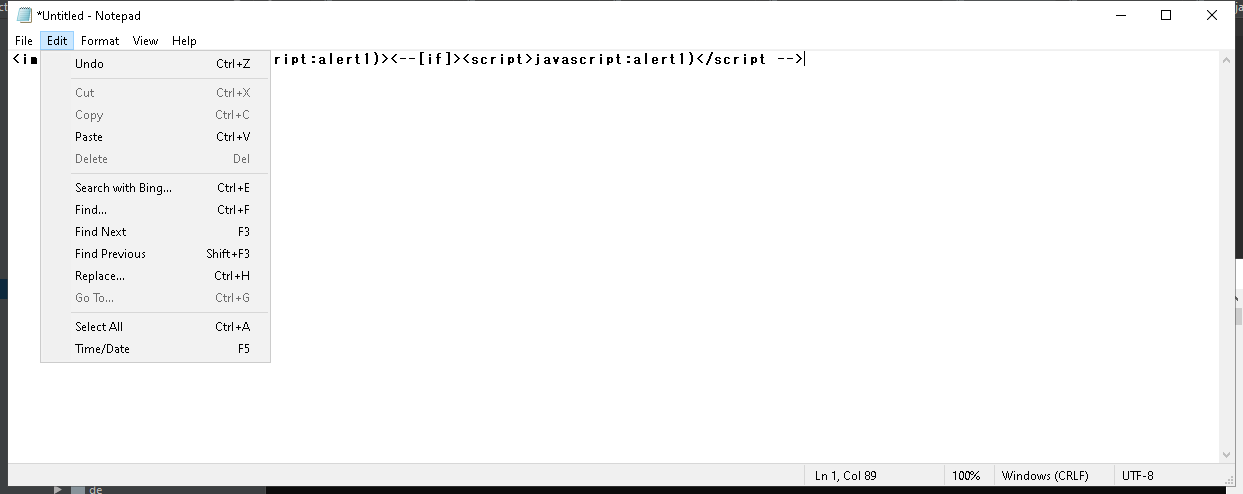 *Untitled - Notepad
File Edit Format View Help
<im ript:alert1)><--[if]><script>javascript:alert1)</script -->
Undo Ctrl+Z
Cut Ctrl+X
Copy Ctrl+C
Paste Ctrl+V
Delete Del
Search with Bing... Ctrl+E
Find... Ctrl+F
Find Next F3
Find Previous Shift+F3
Replace... Ctrl+H
Go To... Ctrl+G
Select All Ctrl+A
Time/Date F5
Ln 1, Col 89 100% Windows (CRLF) UTF-8
de